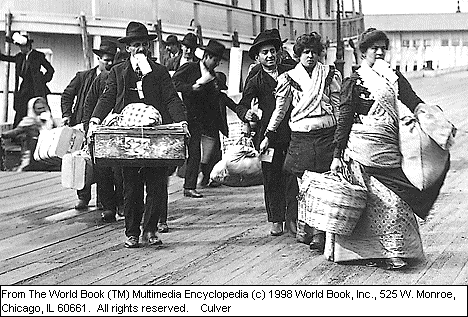 From The World Book (TM) Multimedia Encyclopedia (c) 1998 World Book, Inc., 525 W. Monroe,
Chicago, IL 60661. All rights reserved. Culver